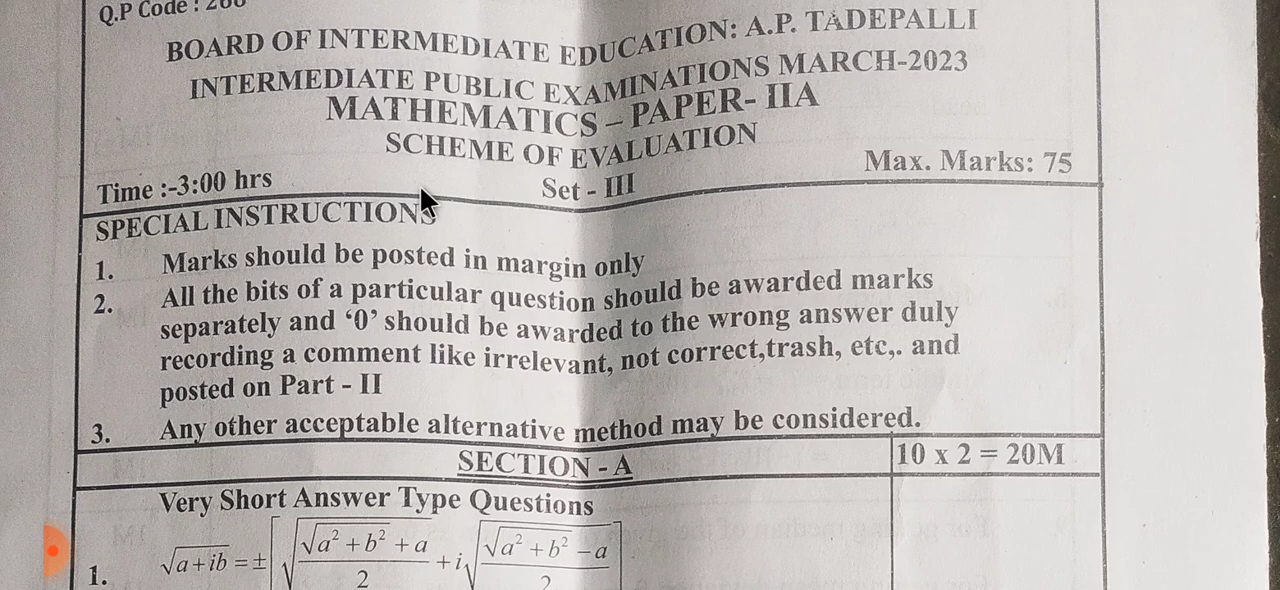 Q.P Code : 200
BOARD OF INTERMEDIATE EDUCATION: A.P. TADEPALLI
INTERMEDIATE PUBLIC EXAMINATIONS MARCH-2023
MATHEMATICS – PAPER- IIA
SCHEME OF EVALUATION
Time :-3:00 hrs Set - III Max. Marks: 75
SPECIAL INSTRUCTIONS
1. Marks should be posted in margin only
2. All the bits of a particular question should be awarded marks
separately and ‘0’ should be awarded to the wrong answer duly
recording a comment like irrelevant, not correct,trash, etc,. and
posted on Part - II
3. Any other acceptable alternative method may be considered.
SECTION - A 10 x 2 = 20M
Very Short Answer Type Questions
1. √(a+ib) = ±[√((√(a²+b²)+a)/2) + i√((√(a²+b²)−a)/2)]